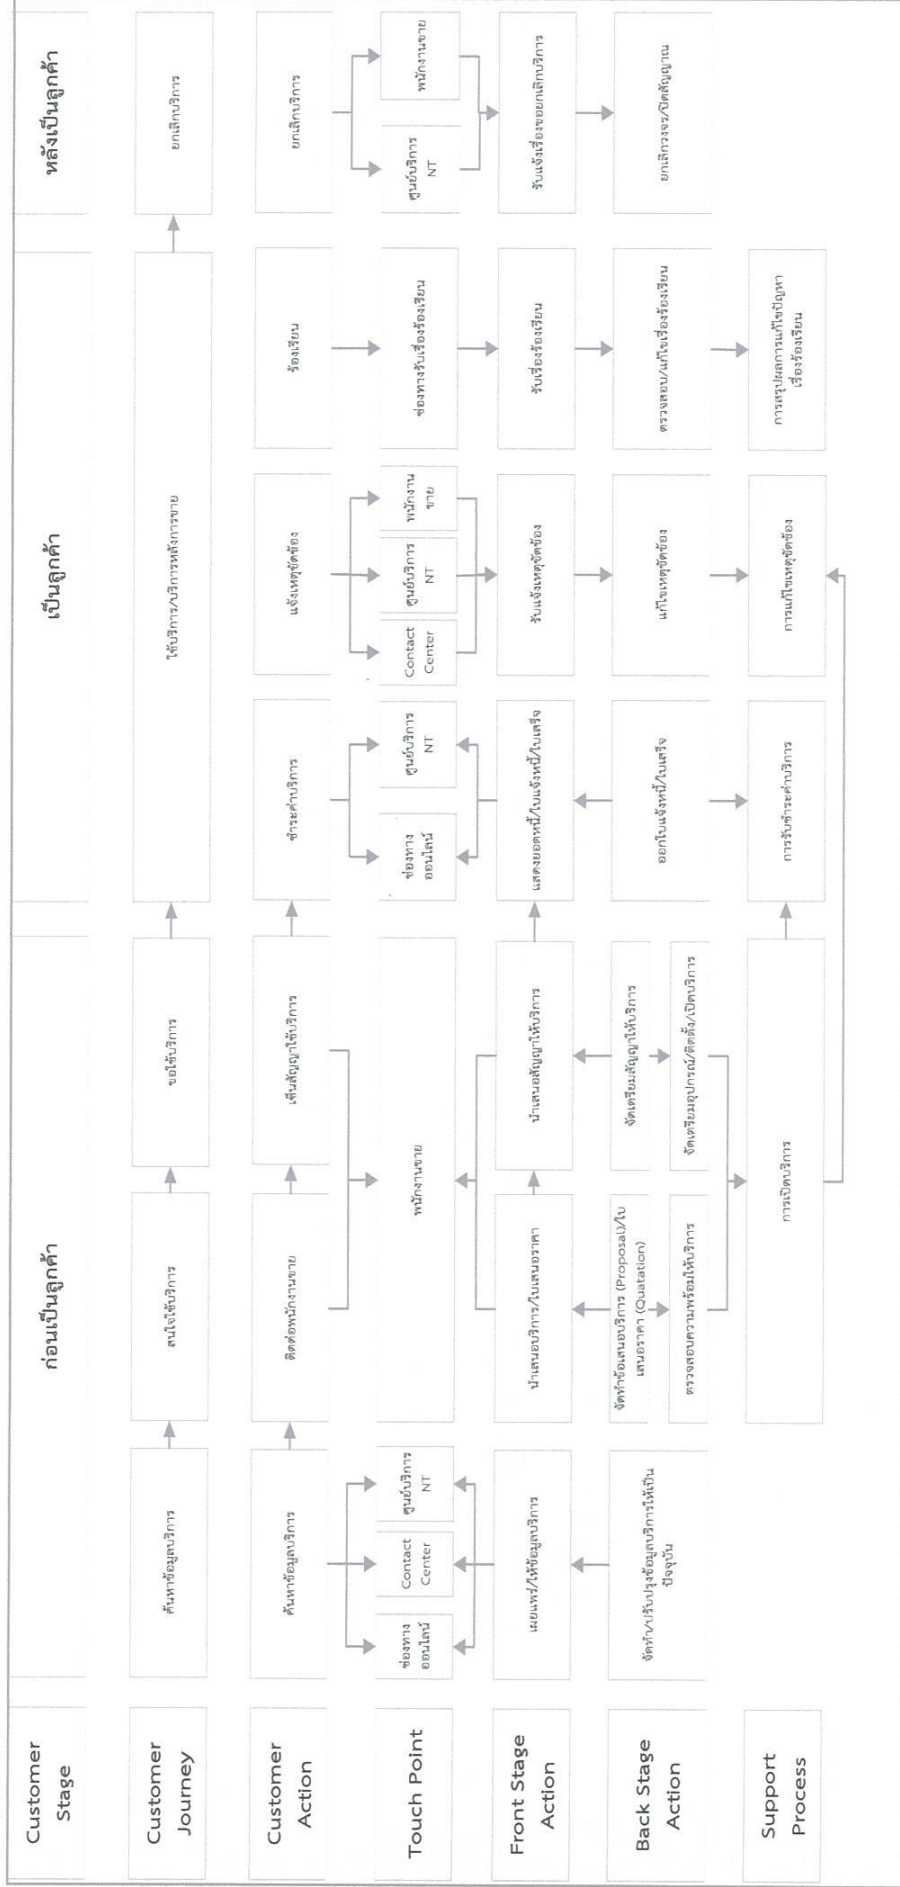 Customer
Stage
ก่อนเป็นลูกค้า
เป็นลูกค้า
หลังเป็นลูกค้า
Customer
Journey
ค้นหาข้อมูลบริการ
สนใจใช้บริการ
ขอใช้บริการ
ใช้บริการ/บริการหลังการขาย
ยกเลิกบริการ
Customer
Action
ค้นหาข้อมูลบริการ
ติดต่อพนักงานขาย
เซ็นสัญญาใช้บริการ
ชำระค่าบริการ
แจ้งเหตุขัดข้อง
ร้องเรียน
ยกเลิกบริการ
Touch Point
ช่องทาง
ออนไลน์
Contact
Center
ศูนย์บริการ
NT
พนักงานขาย
ช่องทาง
ออนไลน์
ศูนย์บริการ
NT
Contact
Center
ศูนย์บริการ
NT
พนักงาน
ขาย
ช่องทางรับเรื่องร้องเรียน
ศูนย์บริการ
NT
พนักงานขาย
Front Stage
Action
เผยแพร่/ให้ข้อมูลบริการ
นำเสนอบริการ/ใบเสนอราคา
นำเสนอสัญญาให้บริการ
แสดงยอดหนี้/ใบแจ้งหนี้/ใบเสร็จ
รับแจ้งเหตุขัดข้อง
รับเรื่องร้องเรียน
รับแจ้งเรื่องขอยกเลิกบริการ
Back Stage
Action
จัดทำ/ปรับปรุงข้อมูลบริการให้เป็น
ปัจจุบัน
จัดทำข้อเสนอบริการ (Proposal)/ใบ
เสนอราคา (Quatation)
ตรวจสอบความพร้อมให้บริการ
จัดเตรียมสัญญาให้บริการ
จัดเตรียมอุปกรณ์/ติดตั้ง/เปิดบริการ
ออกใบแจ้งหนี้/ใบเสร็จ
แก้ไขเหตุขัดข้อง
ตรวจสอบ/แก้ไขเรื่องร้องเรียน
ยกเลิกวงจร/ปิดสัญญาณ
Support
Process
การเปิดบริการ
การรับชำระค่าบริการ
การแก้ไขเหตุขัดข้อง
การสรุปผลการแก้ไขปัญหา
เรื่องร้องเรียน